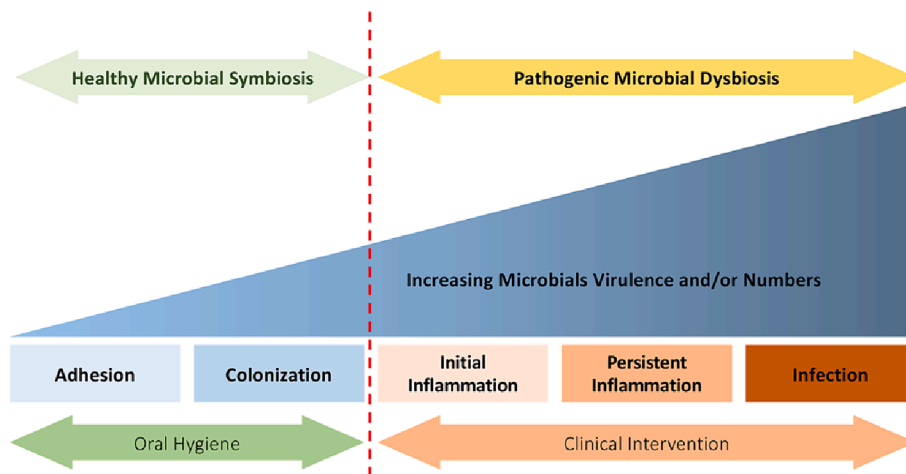 Healthy Microbial Symbiosis
Pathogenic Microbial Dysbiosis
Increasing Microbials Virulence and/or Numbers
Adhesion
Colonization
Initial
Inflammation
Persistent
Inflammation
Infection
Oral Hygiene
Clinical Intervention